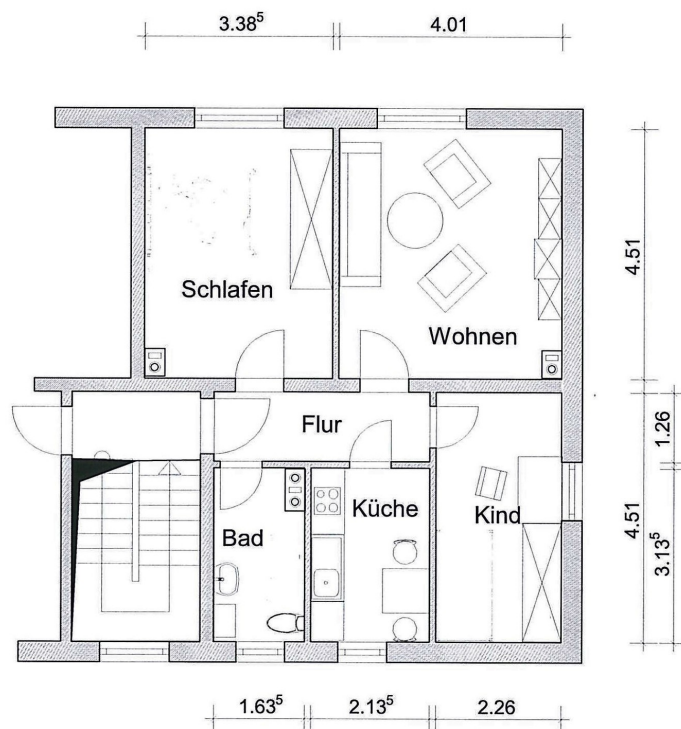 3.38⁵
4.01
Schlafen
Wohnen
4.51
Flur
1.26
Bad
Küche
Kind
4.51
3.13⁵
1.63⁵
2.13⁵
2.26